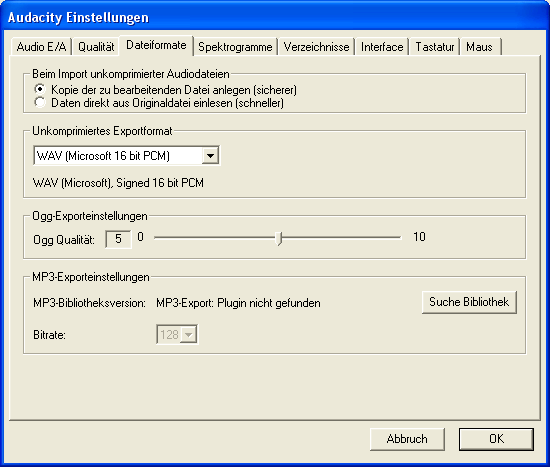 Audacity Einstellungen
Audio E/A Qualität Dateiformate Spektrogramme Verzeichnisse Interface Tastatur Maus
Beim Import unkomprimierter Audiodateien
Kopie der zu bearbeitenden Datei anlegen (sicherer)
Daten direkt aus Originaldatei einlesen (schneller)
Unkomprimiertes Exportformat
WAV (Microsoft 16 bit PCM)
WAV (Microsoft), Signed 16 bit PCM
Ogg-Exporteinstellungen
Ogg Qualität: 5 0 10
MP3-Exporteinstellungen
MP3-Bibliotheksversion: MP3-Export: Plugin nicht gefunden Suche Bibliothek
Bitrate: 128
Abbruch OK